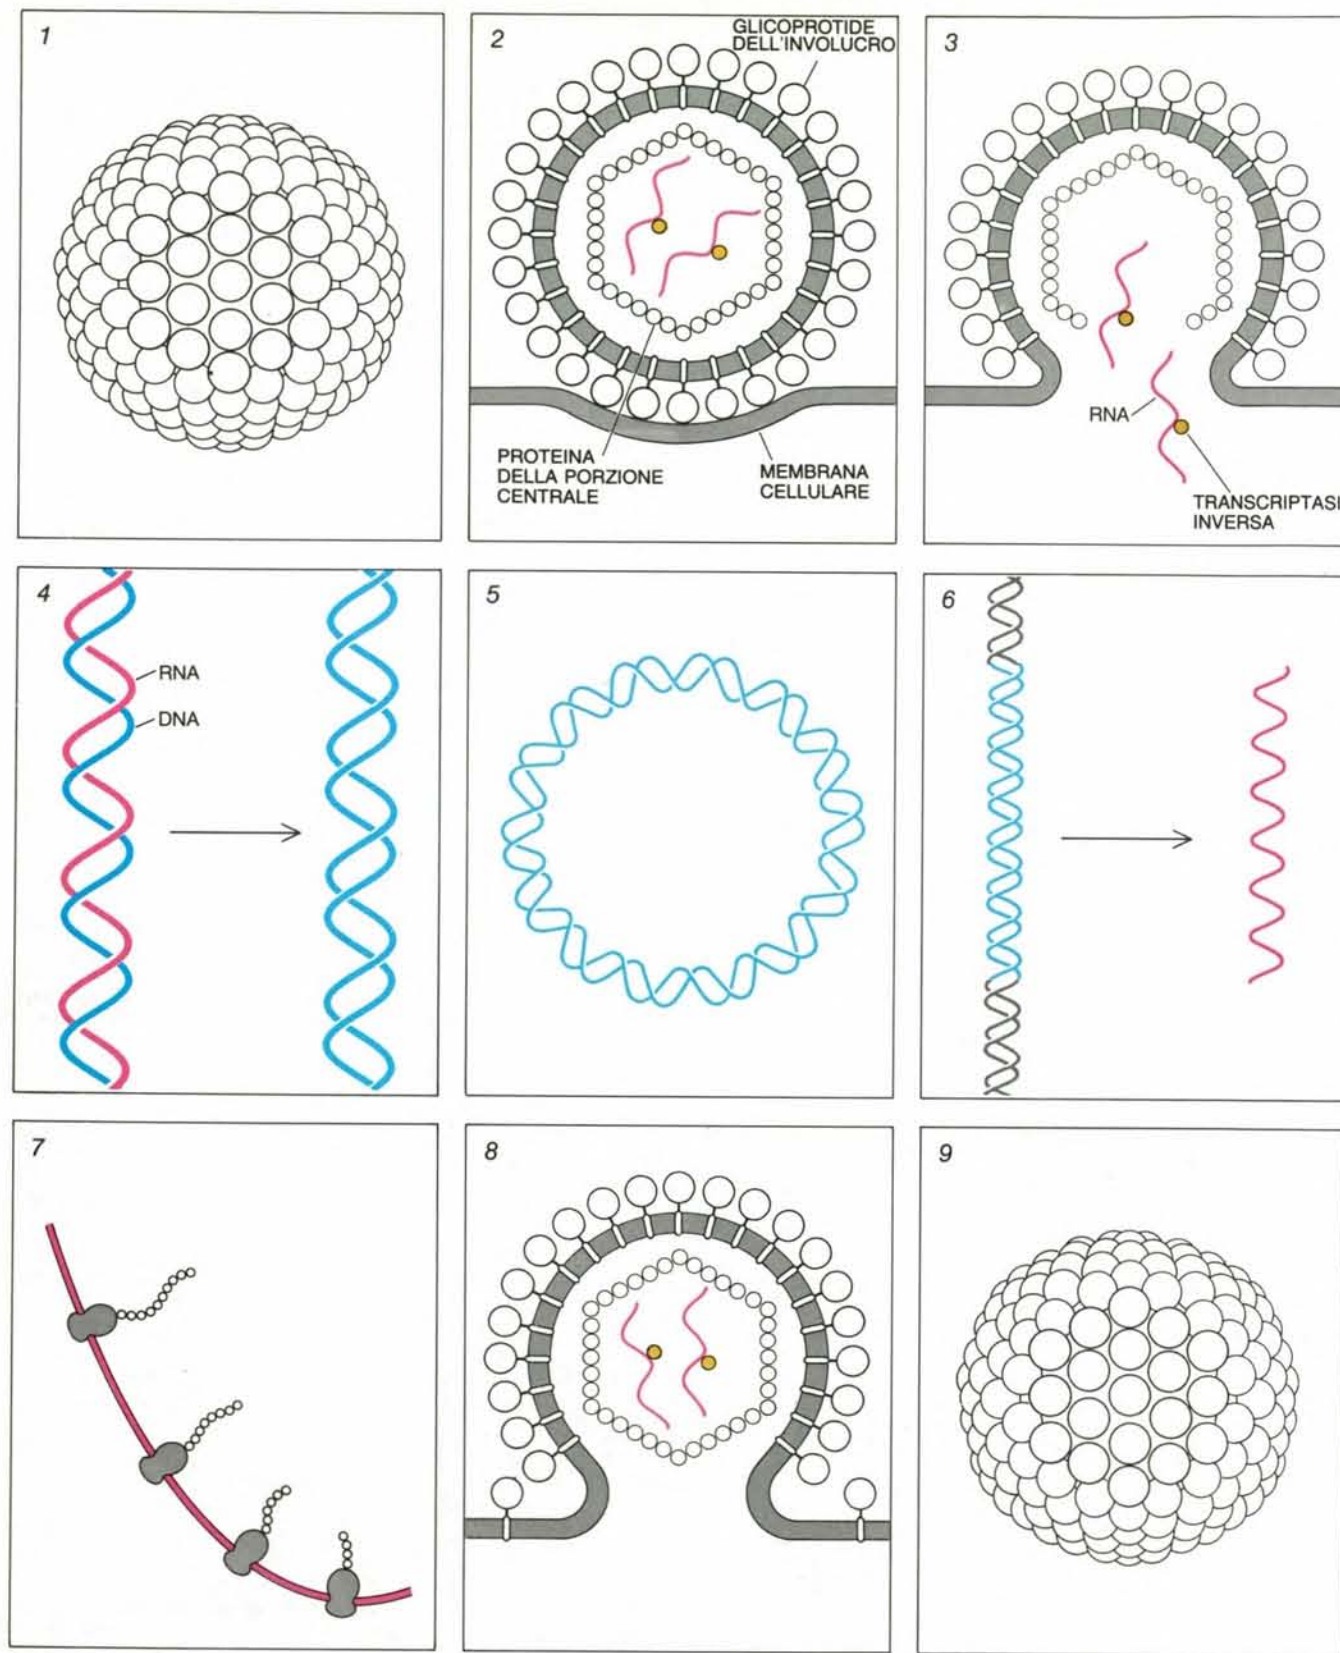 1
2
GLICOPROTIDE
DELL'INVOLUCRO
PROTEINA
DELLA PORZIONE
CENTRALE
MEMBRANA
CELLULARE
3
RNA
TRANSCRIPTASI
INVERSA
4
RNA
DNA
5
6
7
8
9